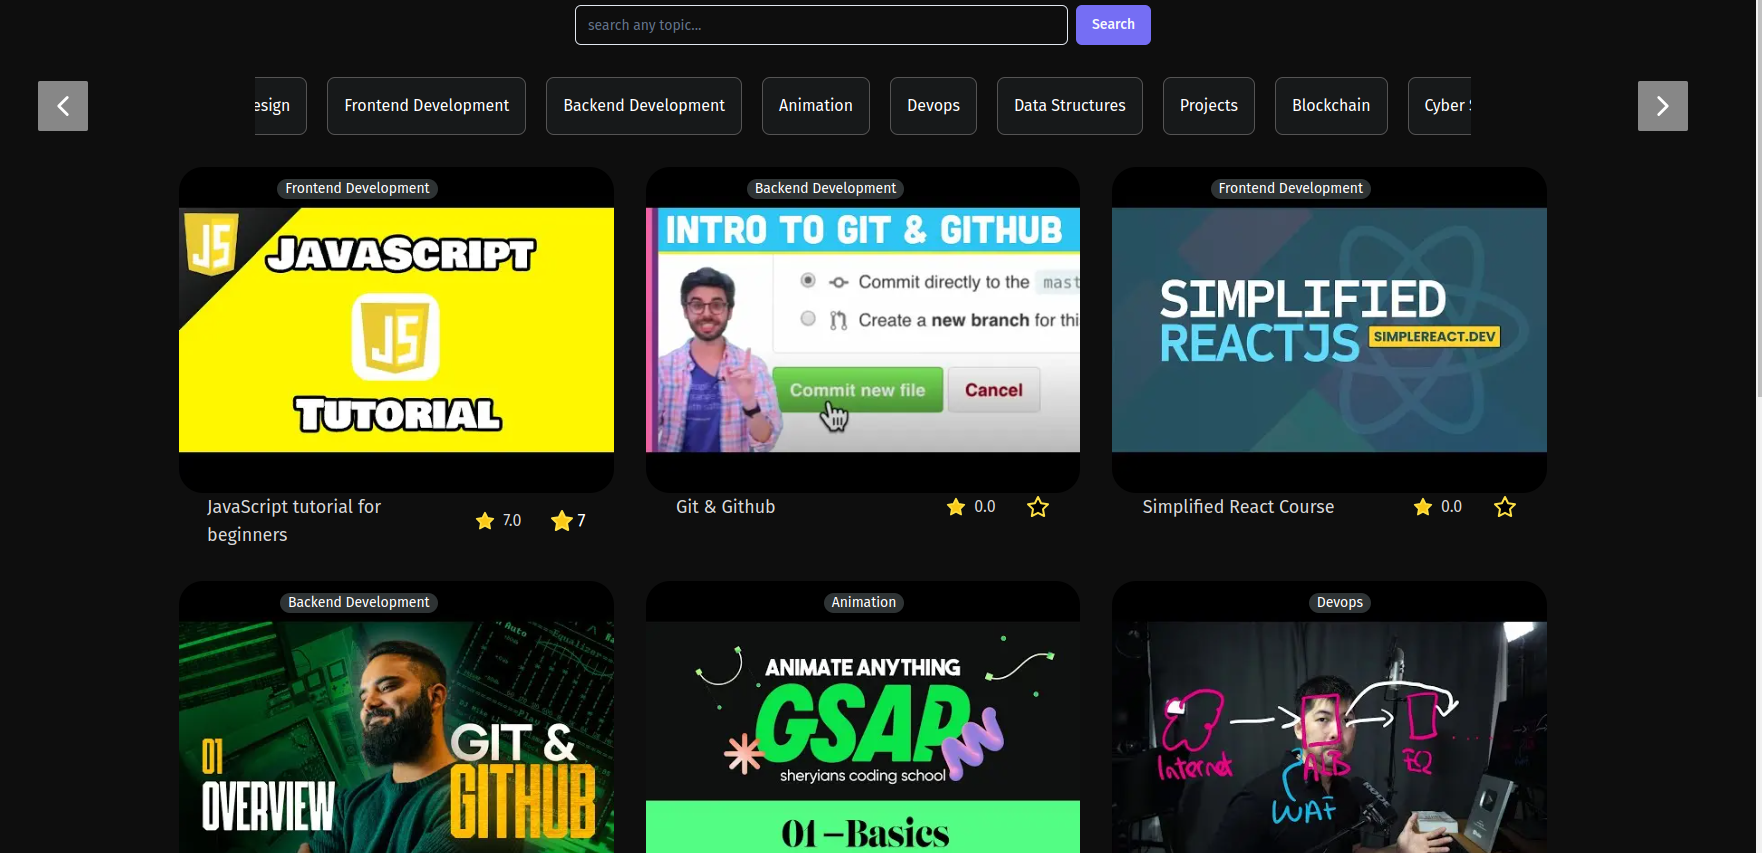 search any topic...
Search
esign
Frontend Development
Backend Development
Animation
Devops
Data Structures
Projects
Blockchain
Cyber
Frontend Development
JS
JAVASCRIPT
JS
TUTORIAL
JavaScript tutorial for
beginners
7.0
7
Backend Development
INTRO TO GIT & GITHUB
Commit directly to the mast
Create a new branch for thi
Commit new file
Cancel
Git & Github
0.0
Frontend Development
SIMPLIFIED
REACTJS
SIMPLEREACT.DEV
Simplified React Course
0.0
Backend Development
01
OVERVIEW
GIT &
GITHUB
Animation
ANIMATE ANYTHING
GSAP
sheryians coding school
01 – Basics
Devops
Internet
ALB
WAF
RODE